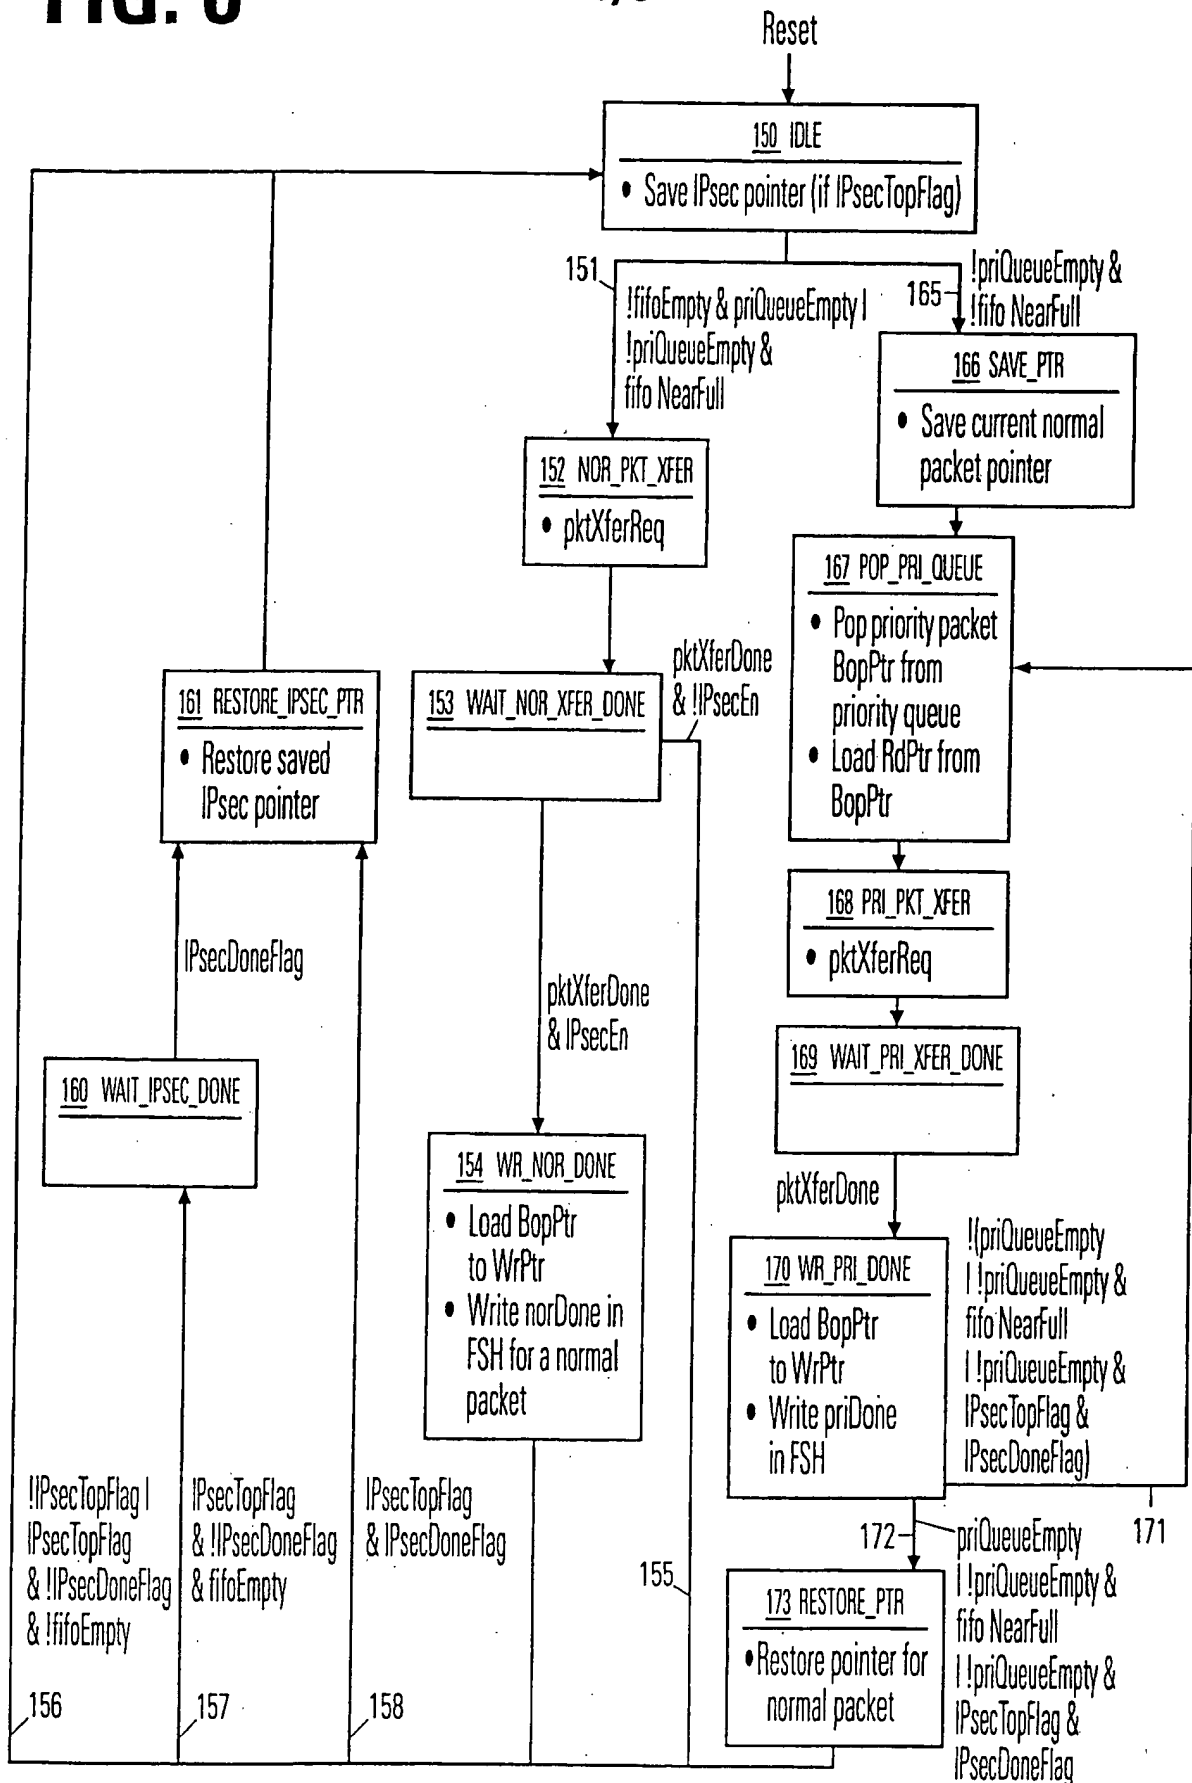 FIG. 6
Reset
150 IDLE
• Save IPsec pointer (if IPsecTopFlag)
151
!fifoEmpty & priQueueEmpty |
!priQueueEmpty &
fifo NearFull
165
!priQueueEmpty &
!fifo NearFull
166 SAVE_PTR
• Save current normal
packet pointer
152 NOR_PKT_XFER
• pktXferReq
167 POP_PRI_QUEUE
• Pop priority packet
BopPtr from
priority queue
• Load RdPtr from
BopPtr
161 RESTORE_IPSEC_PTR
• Restore saved
IPsec pointer
153 WAIT_NOR_XFER_DONE
pktXferDone
& !IPsecEn
168 PRI_PKT_XFER
• pktXferReq
IPsecDoneFlag
pktXferDone
& IPsecEn
160 WAIT_IPSEC_DONE
169 WAIT_PRI_XFER_DONE
pktXferDone
154 WR_NOR_DONE
• Load BopPtr
to WrPtr
• Write norDone in
FSH for a normal
packet
170 WR_PRI_DONE
• Load BopPtr
to WrPtr
• Write priDone
in FSH
!(priQueueEmpty
| !priQueueEmpty &
fifo NearFull
| !priQueueEmpty &
IPsecTopFlag &
IPsecDoneFlag)
171
!IPsecTopFlag |
IPsecTopFlag
& !IPsecDoneFlag
& !fifoEmpty
IPsecTopFlag
& !IPsecDoneFlag
& fifoEmpty
IPsecTopFlag
& IPsecDoneFlag
155
172
priQueueEmpty
| !priQueueEmpty &
fifo NearFull
| !priQueueEmpty &
IPsecTopFlag &
IPsecDoneFlag
173 RESTORE_PTR
• Restore pointer for
normal packet
156
157
158